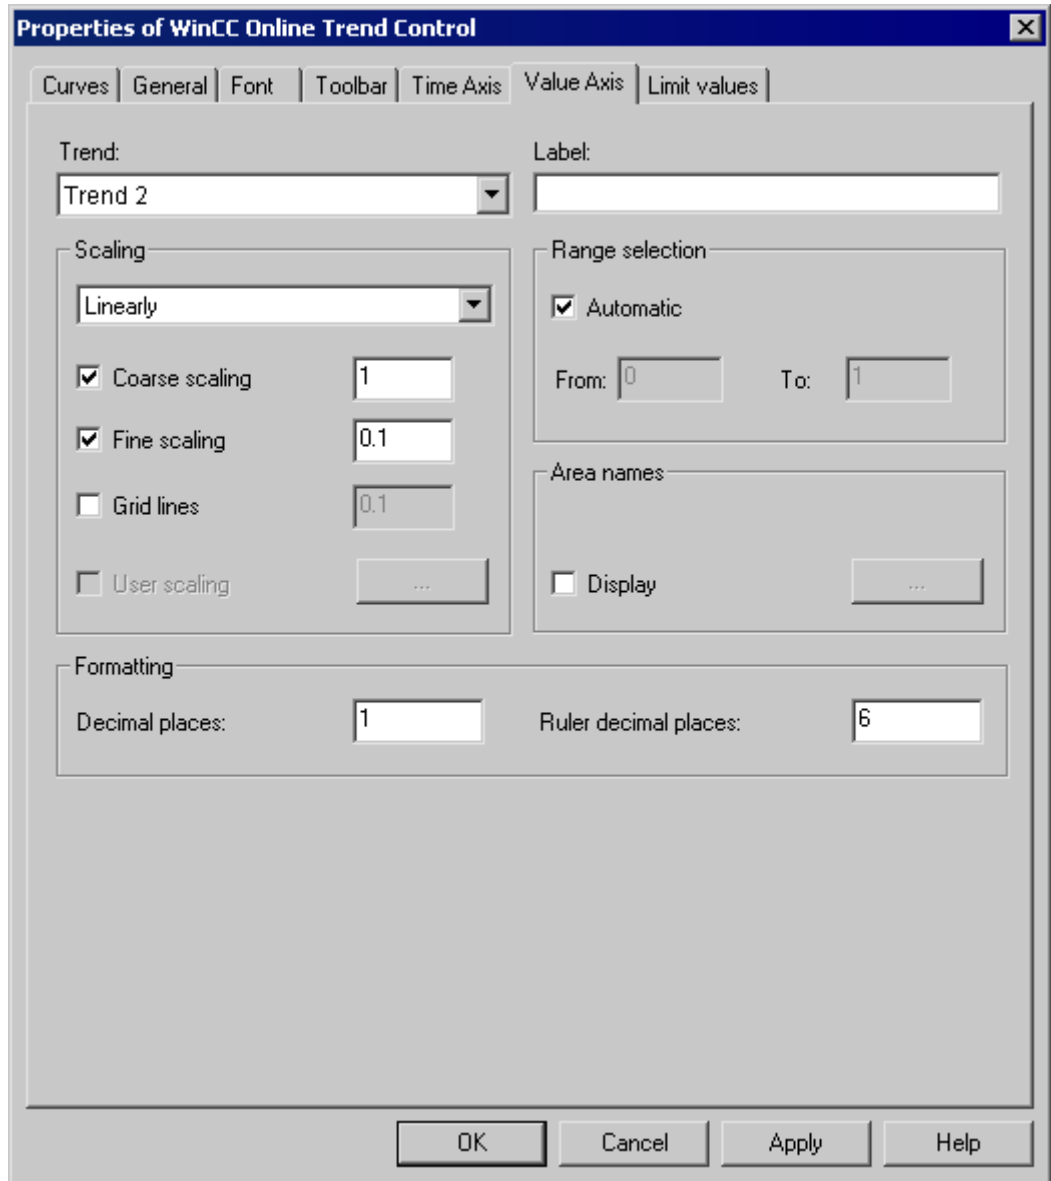 Properties of WinCC Online Trend Control
Curves General Font Toolbar Time Axis Value Axis Limit values
Trend: Label:
Trend 2
Scaling Range selection
Linearly
Automatic
Coarse scaling 1
From: 0 To: 1
Fine scaling 0.1
Area names
Grid lines 0.1
User scaling ... Display ...
Formatting
Decimal places: 1 Ruler decimal places: 6
OK Cancel Apply Help